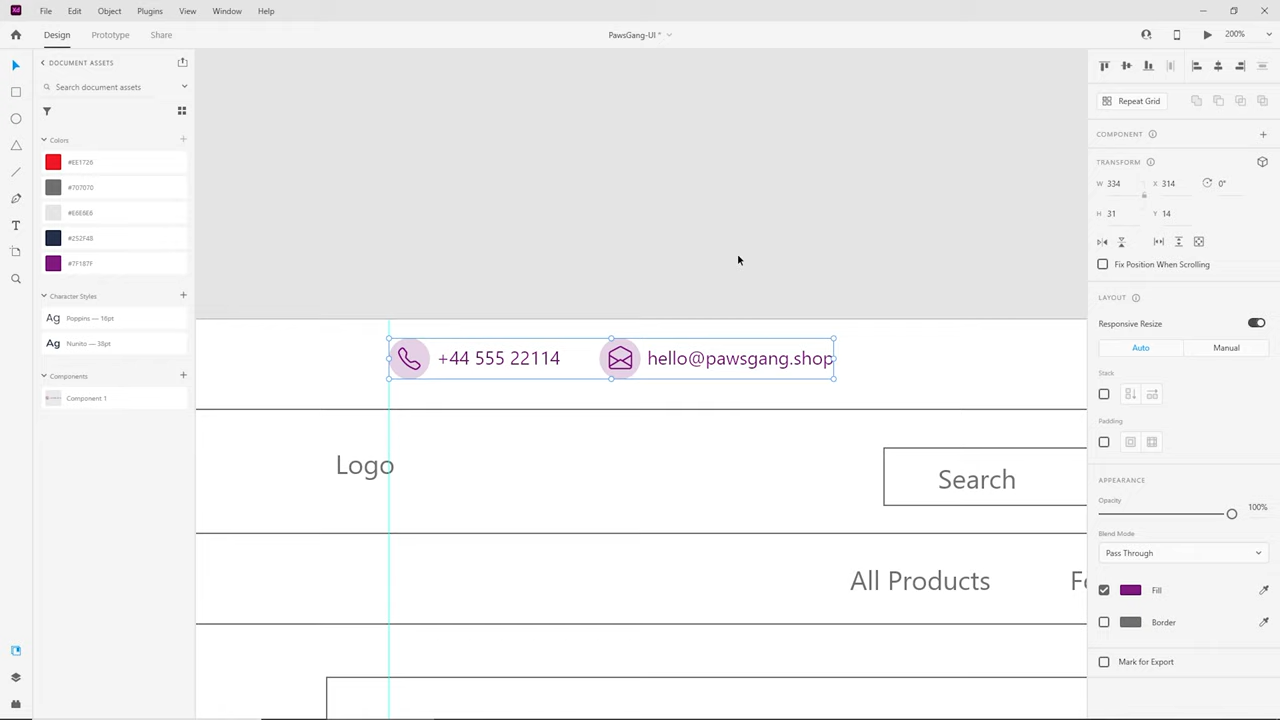 Xd File Edit Object Plugins View Window Help
Design Prototype Share PawsGang-UI * 200%
DOCUMENT ASSETS
Search document assets
Colors
#EE1726
#707070
#E6E6E6
#252F48
#7F187F
Character Styles
Ag Poppins — 16pt
Ag Nunito — 38pt
Components
Component 1
+44 555 22114 hello@pawsgang.shop
Logo
Search
All Products Fe
Repeat Grid
COMPONENT
TRANSFORM
W 334 X 314 0°
H 31 Y 14
Fix Position When Scrolling
LAYOUT
Responsive Resize
Auto Manual
Stack
Padding
APPEARANCE
Opacity
100%
Blend Mode
Pass Through
Fill
Border
Mark for Export